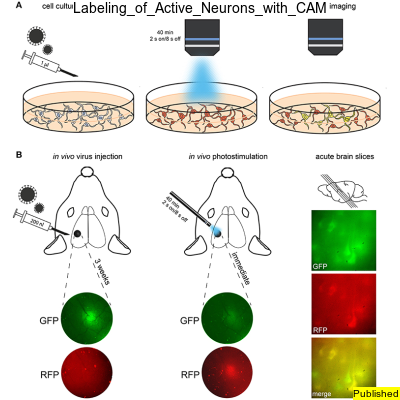 Labeling_of_Active_Neurons_with_CAM
A
cell cultu
imaging
40 min
2 s on/8 s off
1 µl
B
in vivo virus injection
in vivo photostimulation
acute brain slices
200 nl
40 min
2 s on/8 s off
3 weeks
immediate
GFP
GFP
GFP
RFP
RFP
RFP
merge
Published